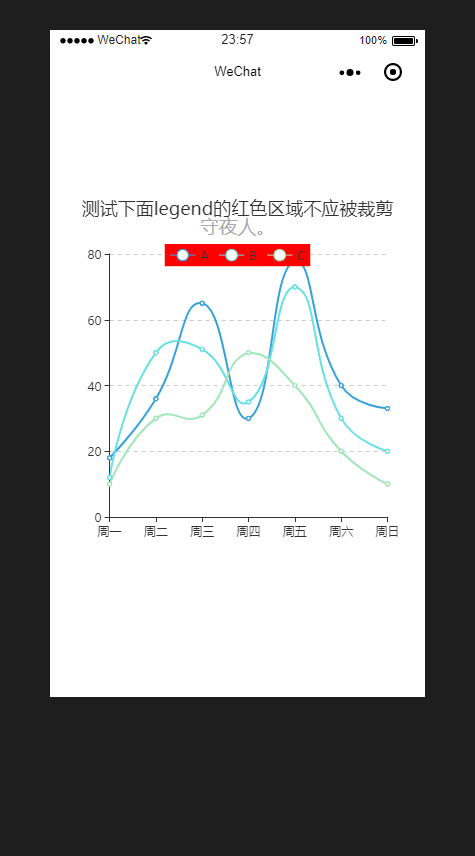 WeChat 23:57 100%
WeChat
测试下面legend的红色区域不应被裁剪
守夜人。
A B C
80
60
40
20
0
周一 周二 周三 周四 周五 周六 周日